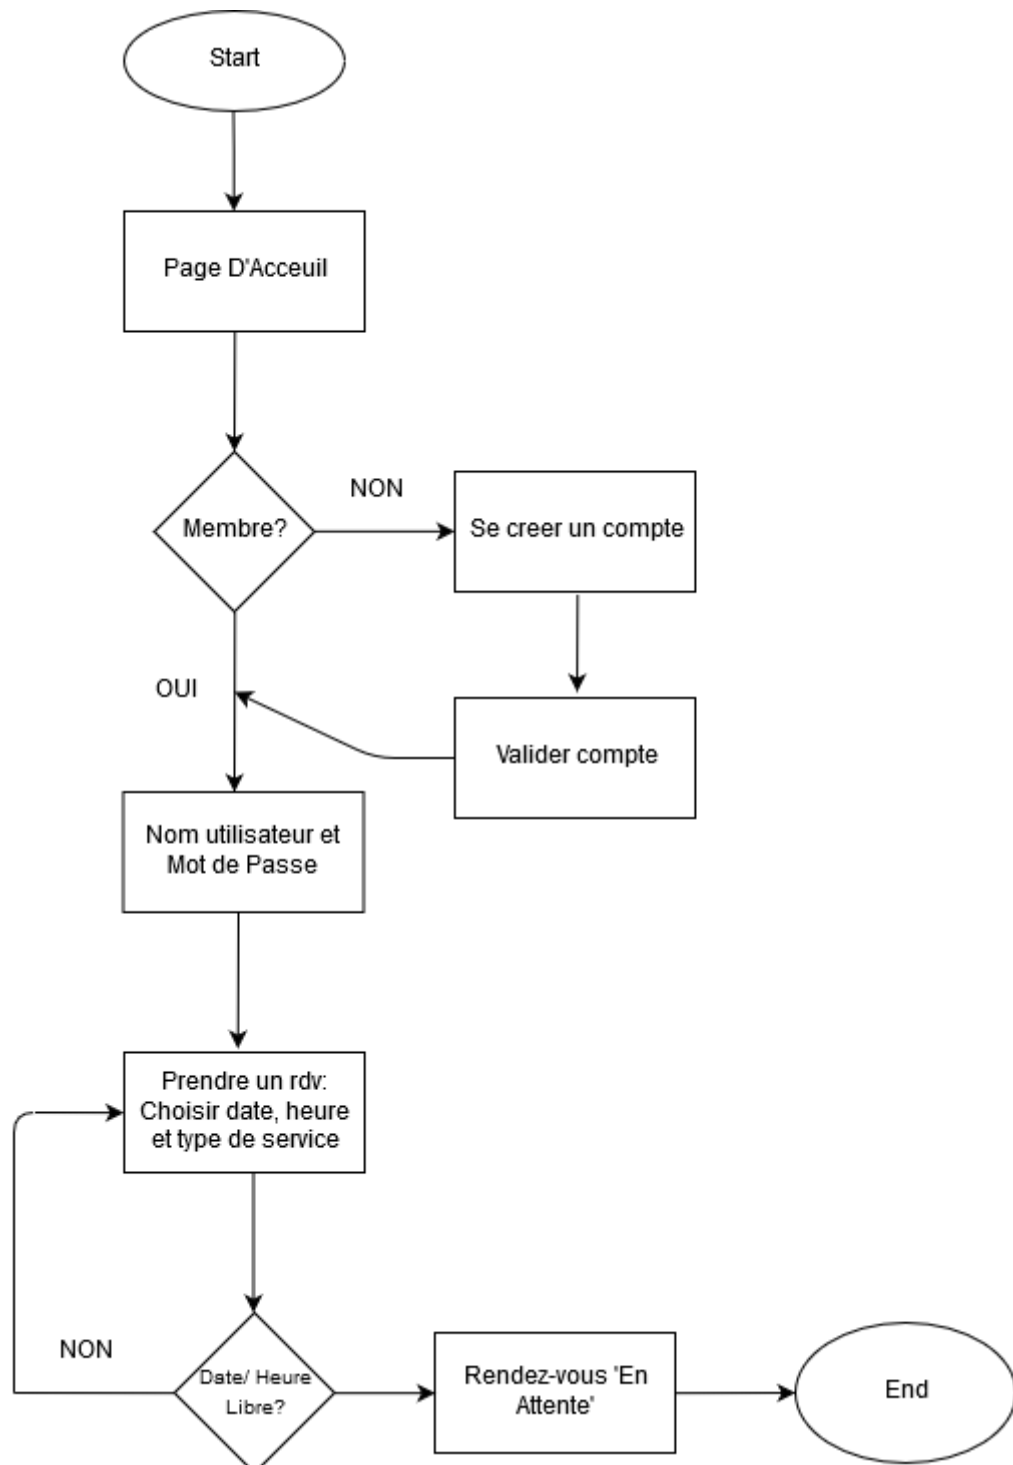 Start
Page D'Acceuil
Membre?
NON
Se creer un compte
OUI
Valider compte
Nom utilisateur et
Mot de Passe
Prendre un rdv:
Choisir date, heure
et type de service
NON
Date/ Heure
Libre?
Rendez-vous 'En
Attente'
End